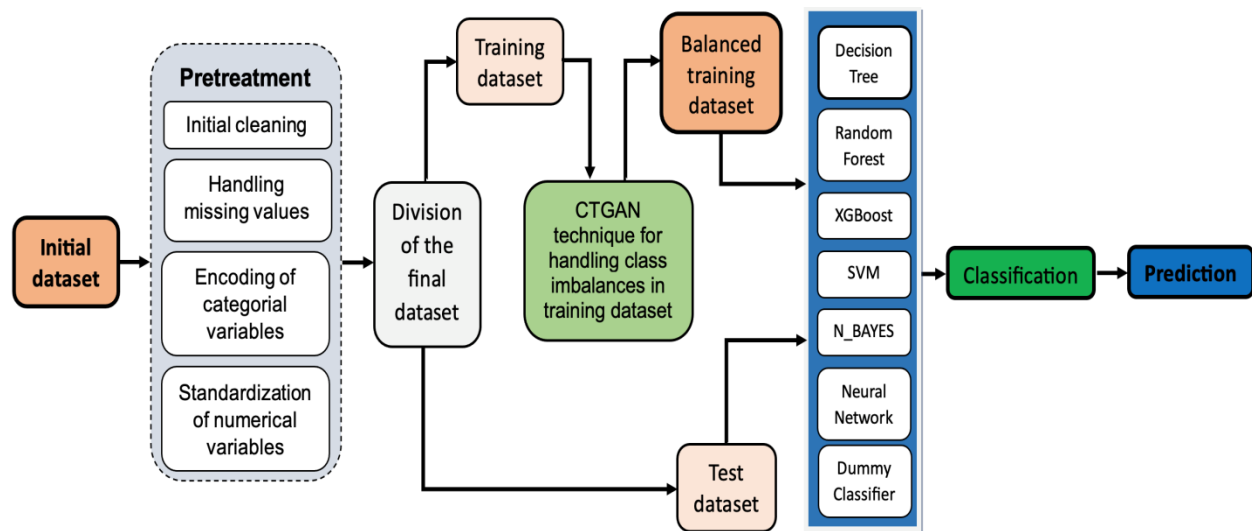 Initial
dataset
Pretreatment
Initial cleaning
Handling
missing values
Encoding of
categorial
variables
Standardization
of numerical
variables
Division
of the
final
dataset
Training
dataset
CTGAN
technique for
handling class
imbalances in
training dataset
Balanced
training
dataset
Test
dataset
Decision
Tree
Random
Forest
XGBoost
SVM
N_BAYES
Neural
Network
Dummy
Classifier
Classification
Prediction